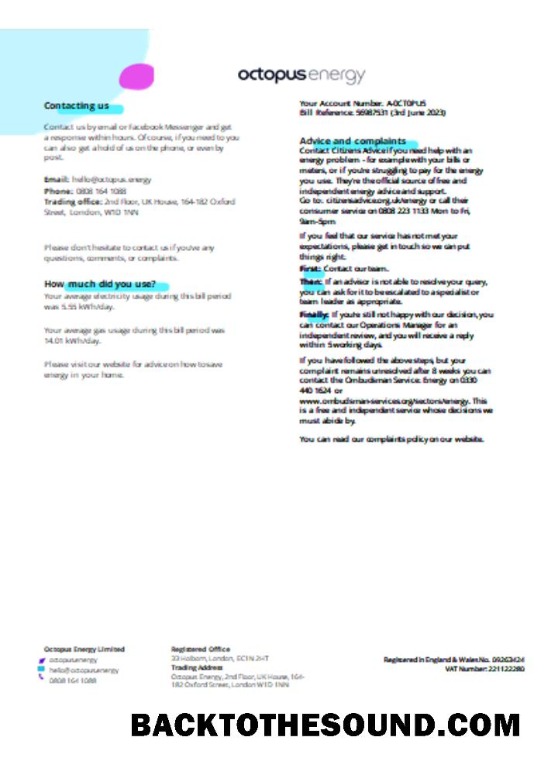 octopusenergy
Contacting us
Contact us by email or Facebook Messenger and get
a response within hours. Of course, if you need to you
can also get a hold of us on the phone, or even by
post.
Email: hello@octopus.energy
Phone: 0808 164 1088
Trading office: 2nd Floor, UK House, 164-182 Oxford
Street, London, W1D 1NN
Please don't hesitate to contact us if you've any
questions, comments, or complaints.
How much did you use?
Your average electricity usage during this bill period
was 5.55 kWh/day.
Your average gas usage during this bill period was
14.01 kWh/day.
Please visit our website for advice on how to save
energy in your home.
Your Account Number: A-0CT0PU5
Bill Reference: 56987531 (3rd June 2023)
Advice and complaints
Contact Citizens Advice if you need help with an
energy problem - for example with your bills or
meters, or if you're struggling to pay for the energy
you use. They're the official source of free and
independent energy advice and support.
Go to: citizensadvice.org.uk/energy or call their
consumer service on 0808 223 1133 Mon to Fri,
9am-5pm
If you feel that our service has not met your
expectations, please get in touch so we can put
things right.
First: Contact our team.
Then: If an advisor is not able to resolve your query,
you can ask for it to be escalated to a specialist or
team leader as appropriate.
Finally: If you're still not happy with our decision, you
can contact our Operations Manager for an
independent review, and you will receive a reply
within 5 working days.
If you have followed the above steps, but your
complaint remains unresolved after 8 weeks you can
contact the Ombudsman Service: Energy on 0330
440 1624 or
www.ombudsman-services.org/sectors/energy. This
is a free and independent service whose decisions we
must abide by.
You can read our complaints policy on our website.
Octopus Energy Limited
octopusenergy
hello@octopus.energy
0808 164 1088
Registered Office
33 Holborn, London, EC1N 2HT
Trading Address
Octopus Energy, 2nd Floor, UK House, 164-
182 Oxford Street, London W1D 1NN
Registered in England & Wales No. 09263424
VAT Number: 221122280
BACKTOTHESOUND.COM